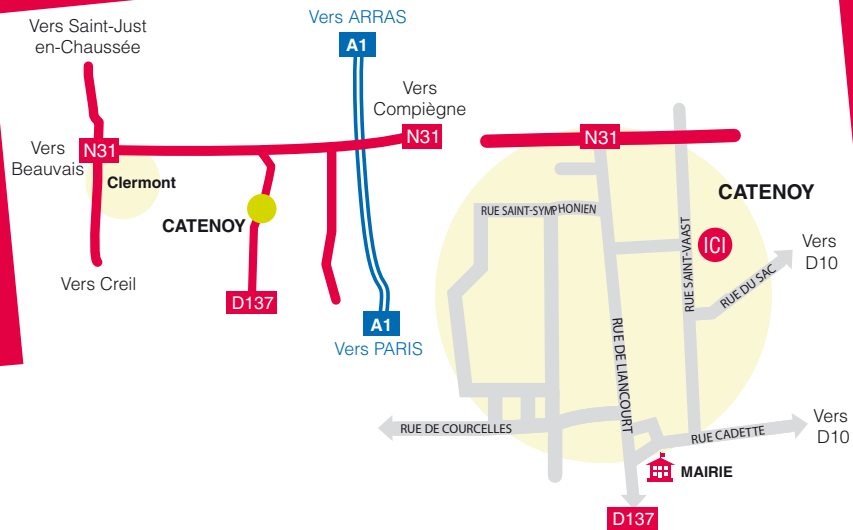 Vers Saint-Just
en-Chaussée
Vers ARRAS
A1
Vers
Compiègne
N31
Vers
Beauvais
N31
Clermont
CATENOY
Vers Creil
D137
A1
Vers PARIS
N31
CATENOY
RUE SAINT-SYMPHONIEN
RUE SAINT-VAAST
ICI
Vers
D10
RUE DU SAC
RUE DE LIANCOURT
RUE DE COURCELLES
RUE CADETTE
Vers
D10
MAIRIE
D137